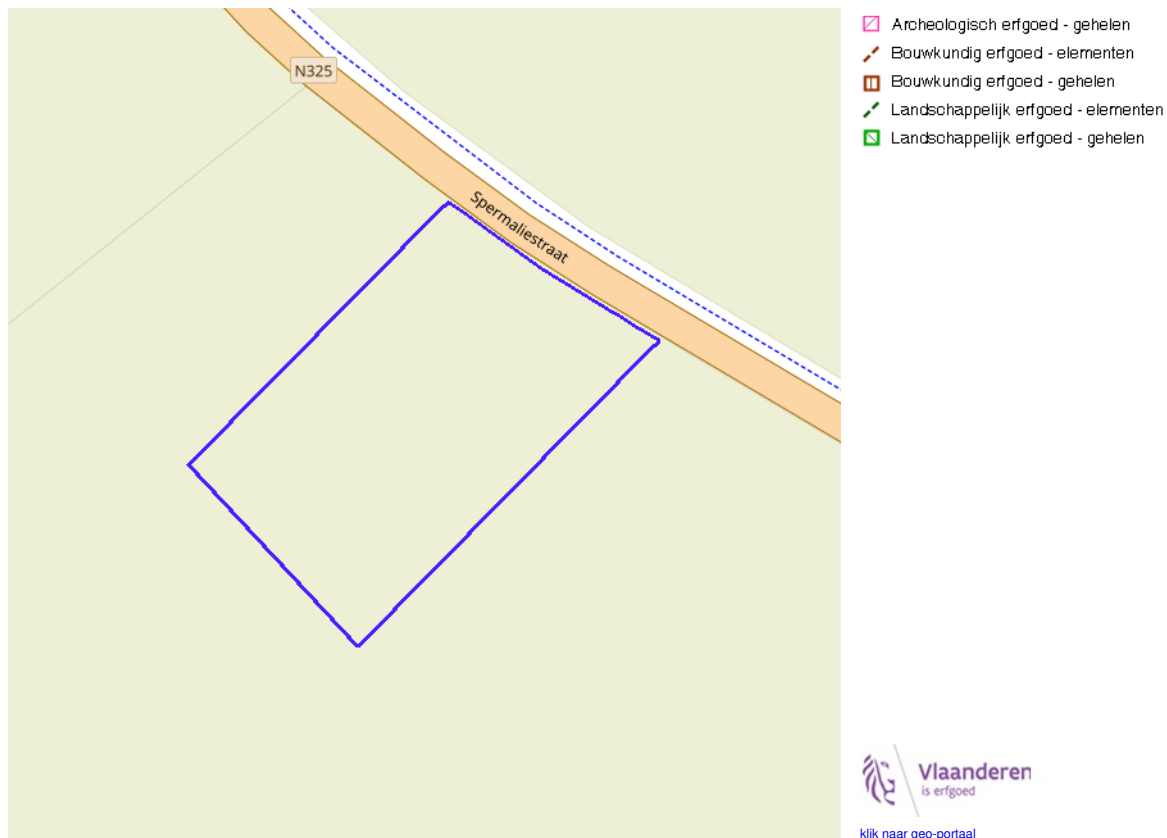 N325
Spermaliestraat
Archeologisch erfgoed - gehelen
Bouwkundig erfgoed - elementen
Bouwkundig erfgoed - gehelen
Landschappelijk erfgoed - elementen
Landschappelijk erfgoed - gehelen
Vlaanderen
is erfgoed
klik naar geo-portaal